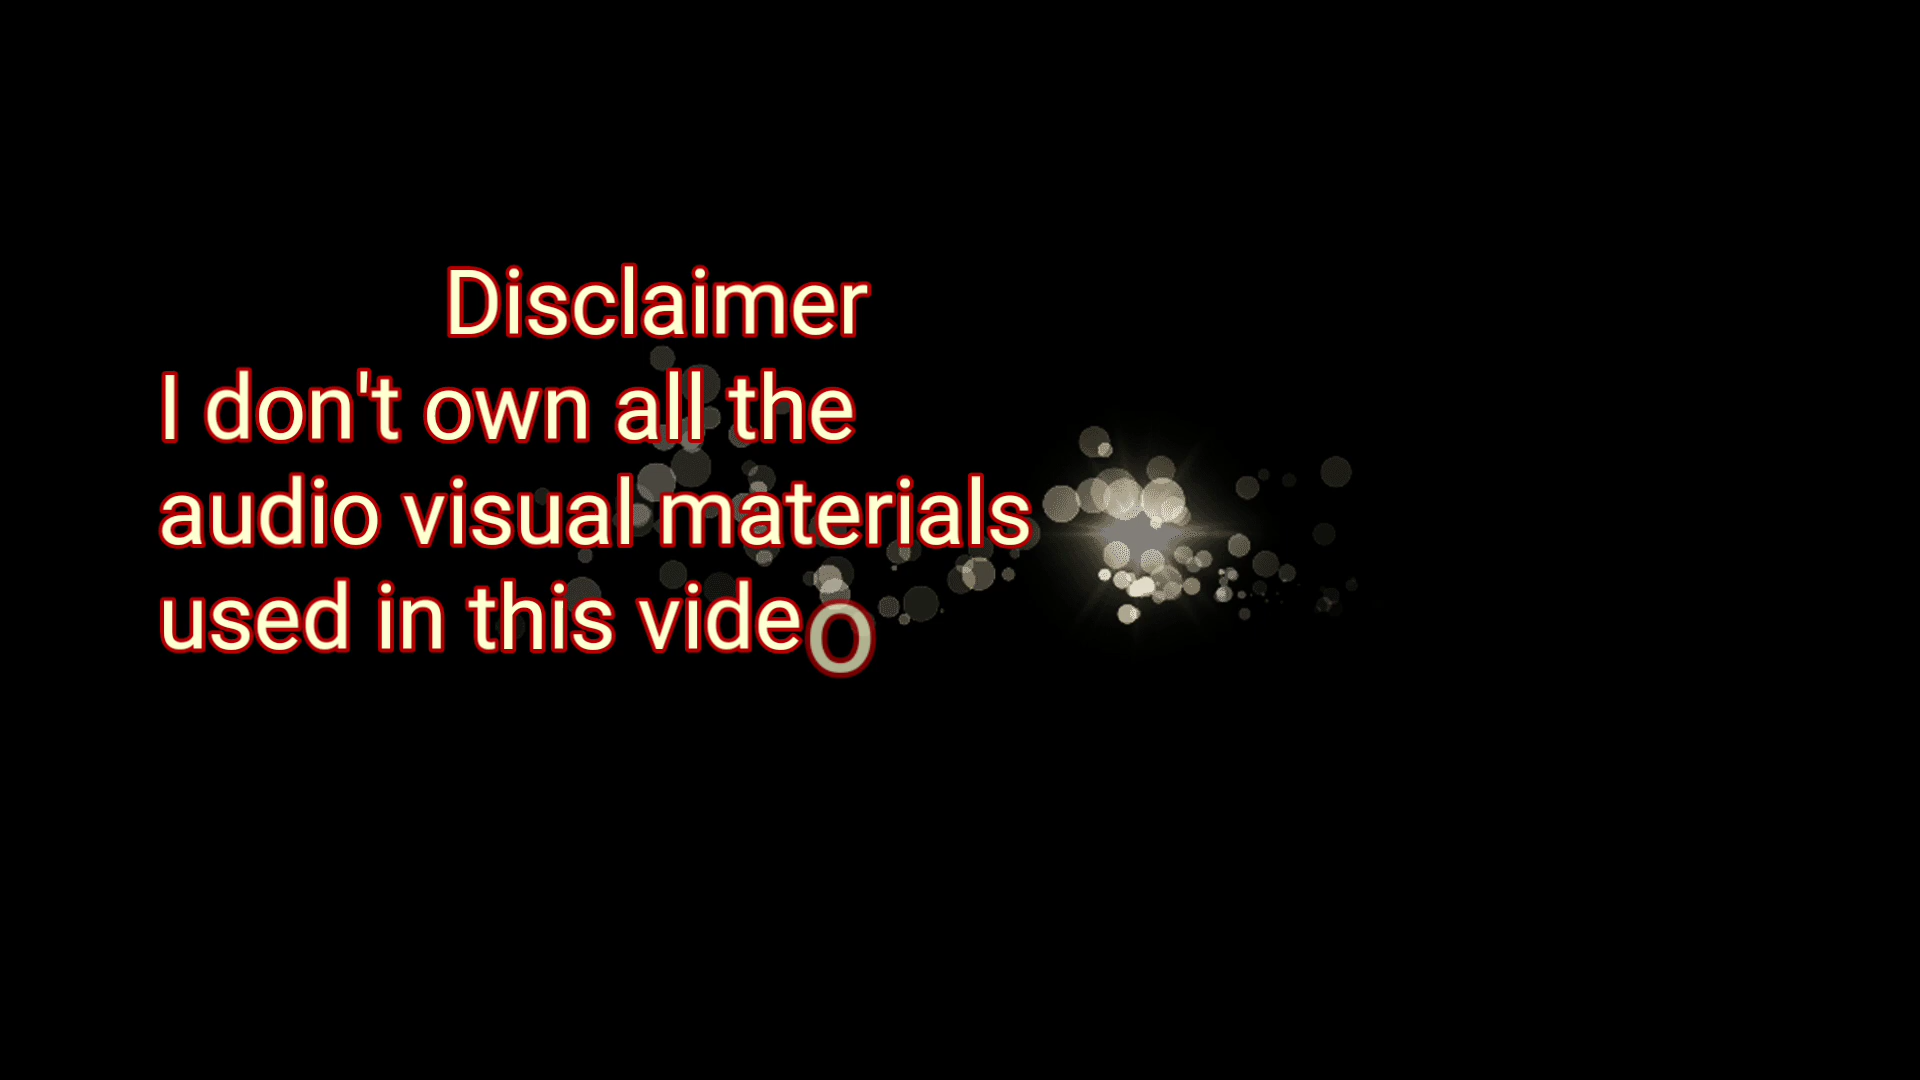 Disclaimer
I don't own all the
audio visual materials
used in this video